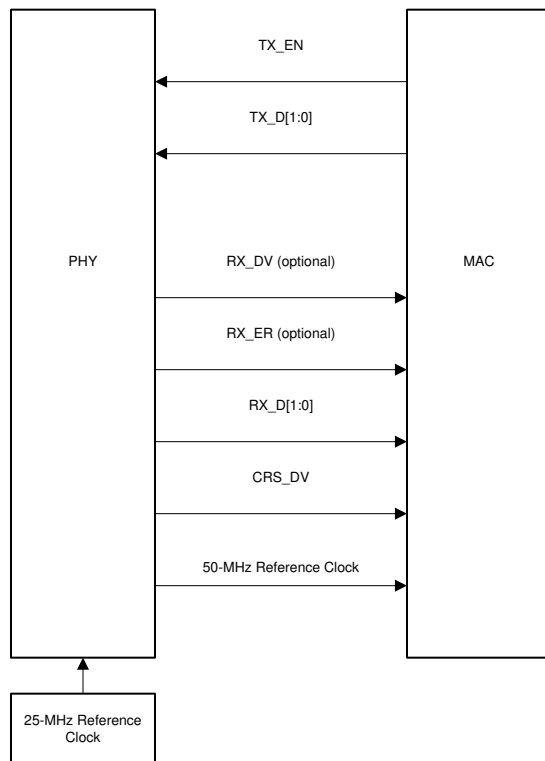 TX_EN
TX_D[1:0]
PHY
RX_DV (optional)
MAC
RX_ER (optional)
RX_D[1:0]
CRS_DV
50-MHz Reference Clock
25-MHz Reference
Clock